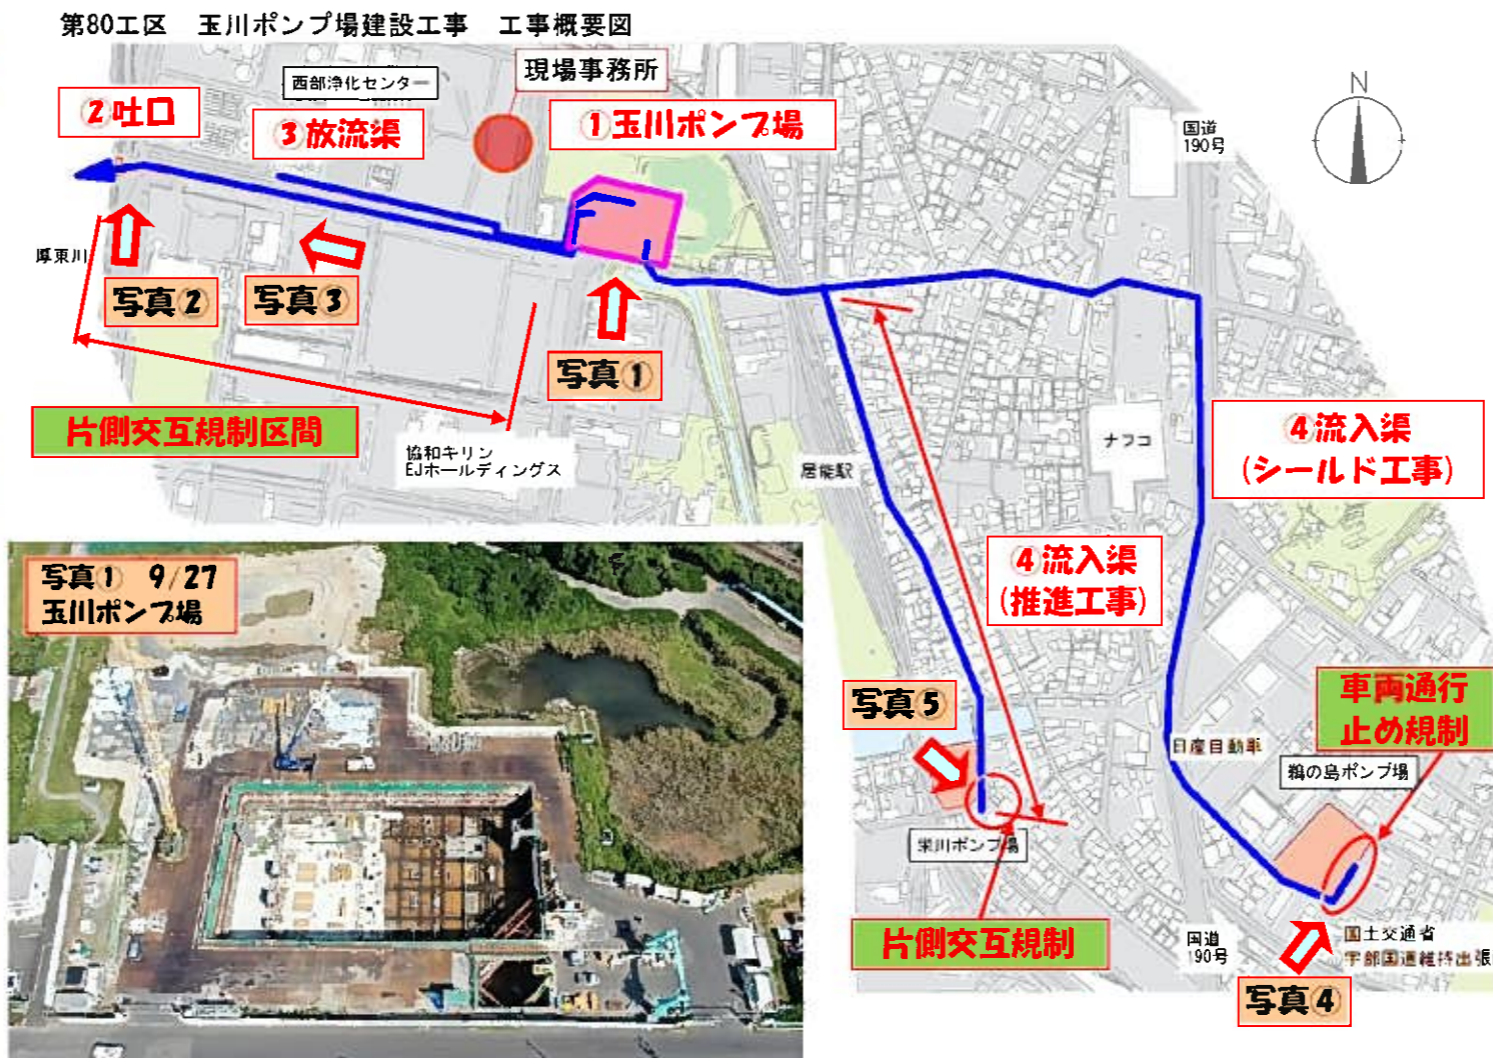 第80工区　玉川ポンプ場建設工事　工事概要図
西部浄化センター
現場事務所
②吐口
③放流渠
①玉川ポンプ場
国道
190号
N
厚東川
写真②
写真③
写真①
片側交互規制区間
協和キリン
EJホールディングス
居能駅
ナフコ
④流入渠
(シールド工事)
④流入渠
(推進工事)
写真①　9/27
玉川ポンプ場
写真⑤
車両通行
止め規制
日産自動車
鵜の島ポンプ場
栄川ポンプ場
片側交互規制
国道
190号
国土交通省
宇部国道維持出張
写真④